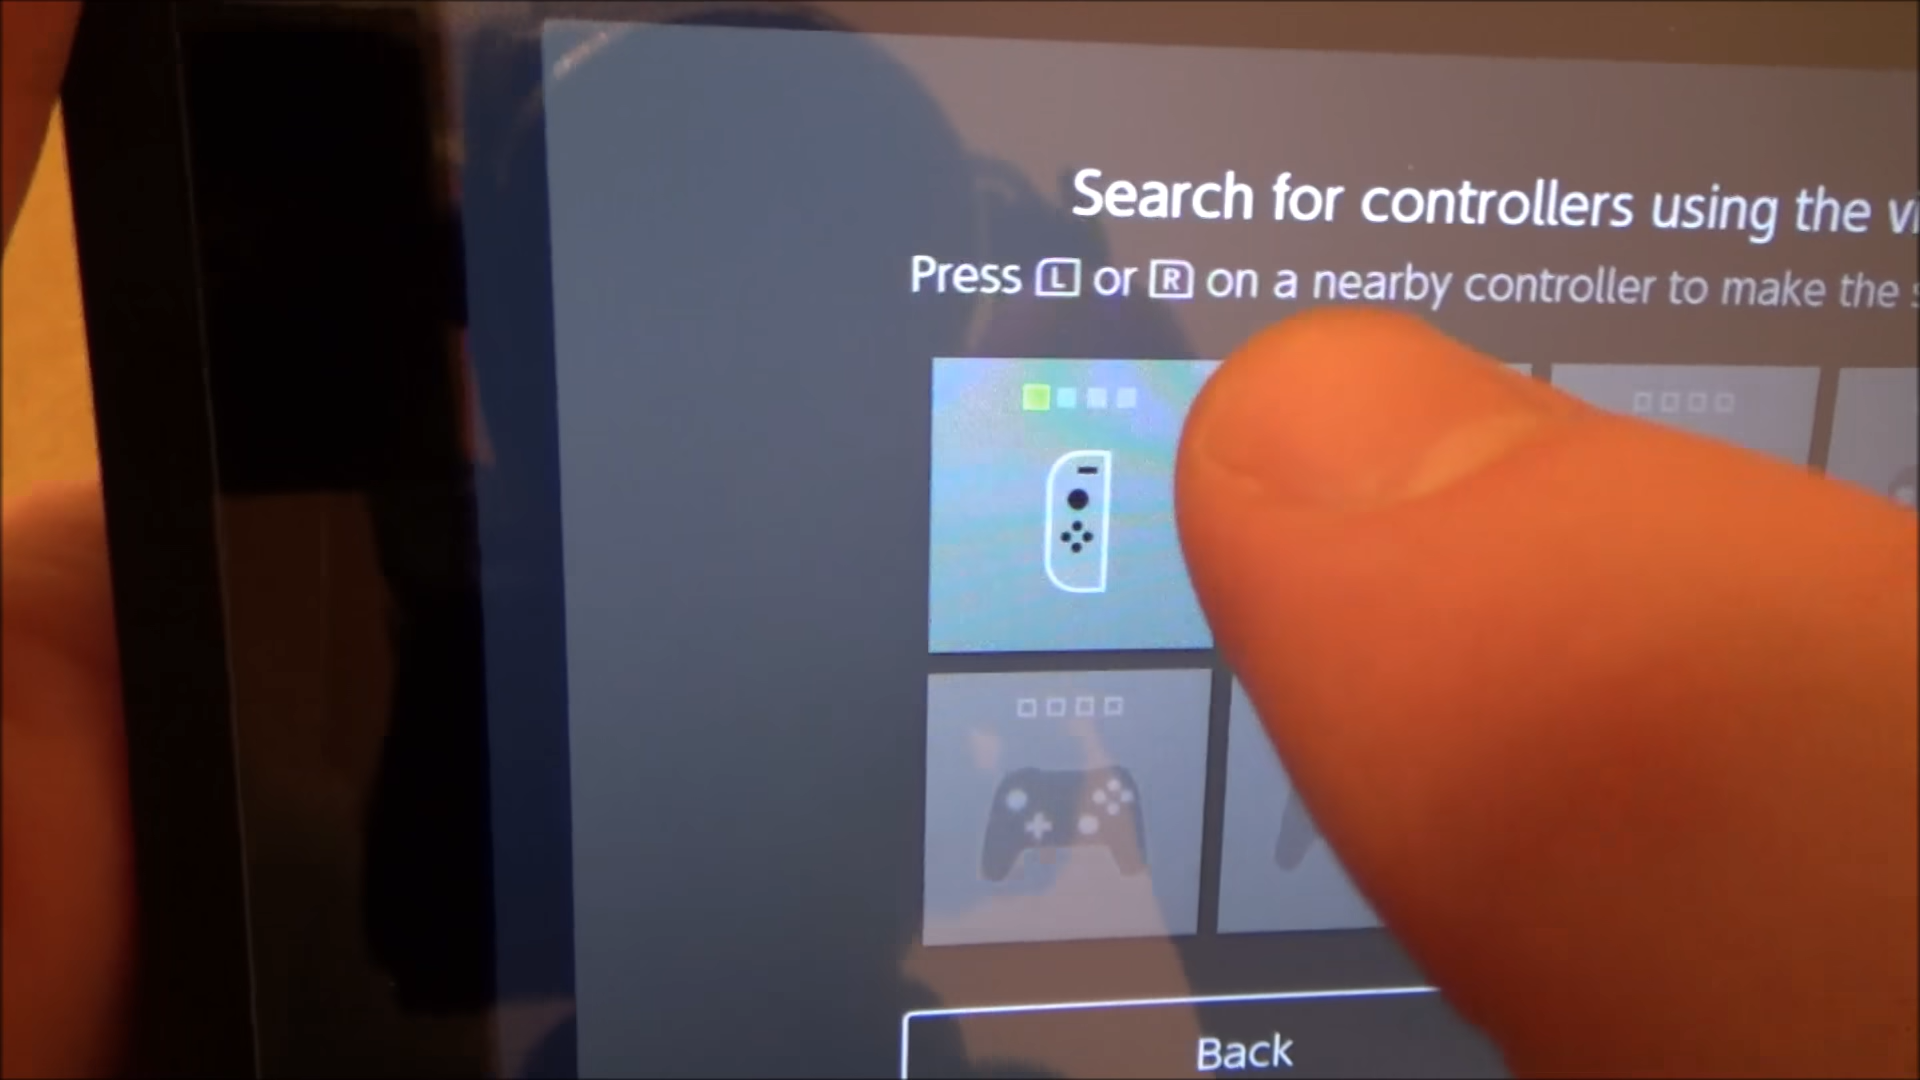 Search for controllers using the
Press L or R on a nearby controller to make the
Back